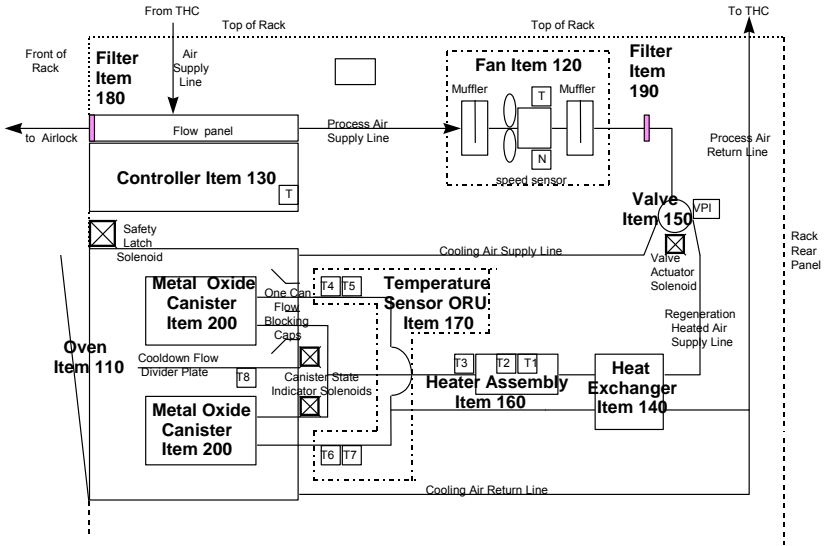 From THC
To THC
Top of Rack
Top of Rack
Front of
Rack
Filter
Item
180
Air
Supply
Line
Fan Item 120
Muffler
Muffler
T
N
speed sensor
Filter
Item
190
to Airlock
Flow panel
Process Air
Supply Line
Process Air
Return Line
Controller Item 130
T
Valve
Item 150
VPI
Safety
Latch
Solenoid
Cooling Air Supply Line
Valve
Actuator
Solenoid
Rack
Rear
Panel
Metal Oxide
Canister
Item 200
One Can
Flow
Blocking
Caps
T4
T5
Temperature
Sensor ORU
Item 170
Regeneration
Heated Air
Supply Line
Oven
Item 110
Cooldown Flow
Divider Plate
T8
Canister State
Indicator Solenoids
T3
T2
T1
Heater Assembly
Item 160
Heat
Exchanger
Item 140
Metal Oxide
Canister
Item 200
T6
T7
Cooling Air Return Line